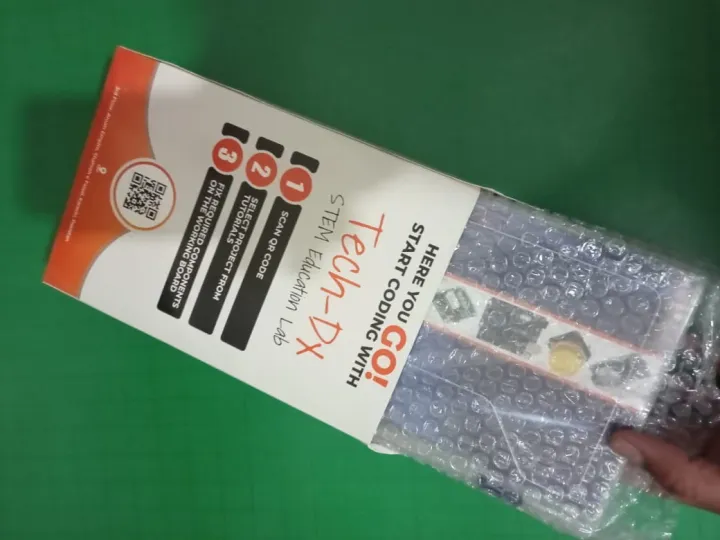 HERE YOU GO!
START CODING WITH
Tech-Dx
STEM Education Lab
1
SCAN QR CODE
2
SELECT PROJECT FROM
TUTORIALS
3
FIX REQUIRED COMPONENTS
ON THE WORKING BOARD